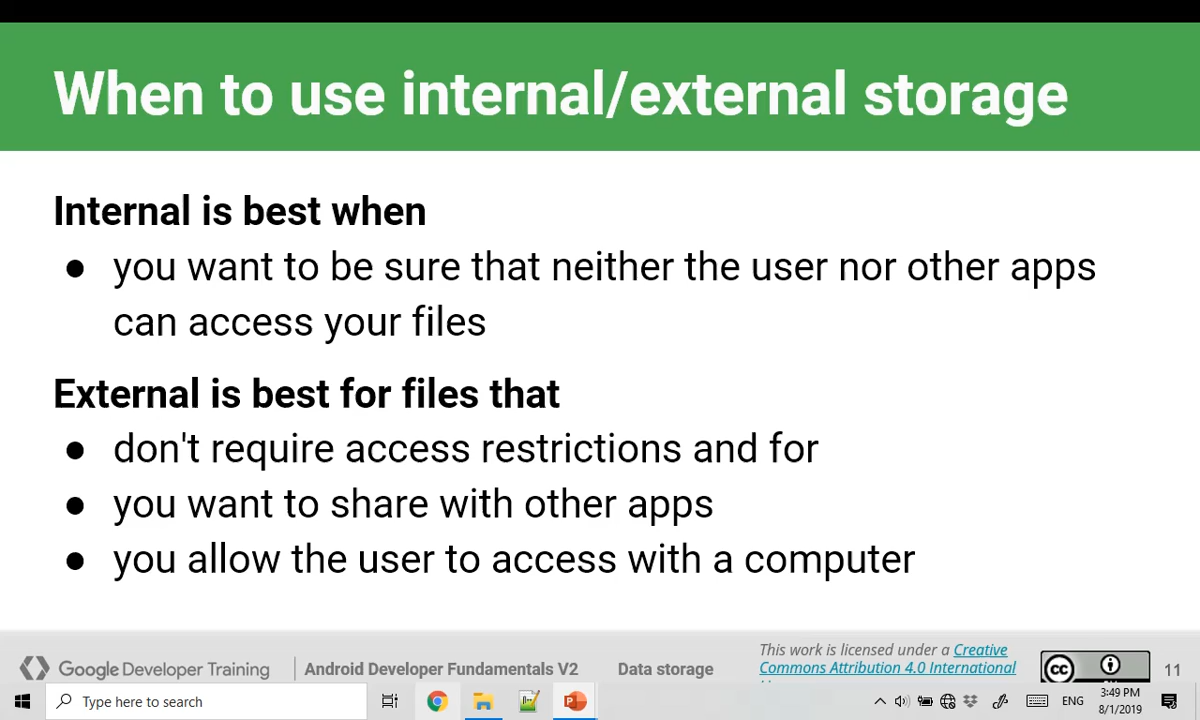 When to use internal/external storage
Internal is best when
● you want to be sure that neither the user nor other apps
can access your files
External is best for files that
● don't require access restrictions and for
● you want to share with other apps
● you allow the user to access with a computer
Google Developer Training
Android Developer Fundamentals V2
Data storage
This work is licensed under a Creative
Commons Attribution 4.0 International
cc
11
Type here to search
ENG
3:49 PM
8/1/2019